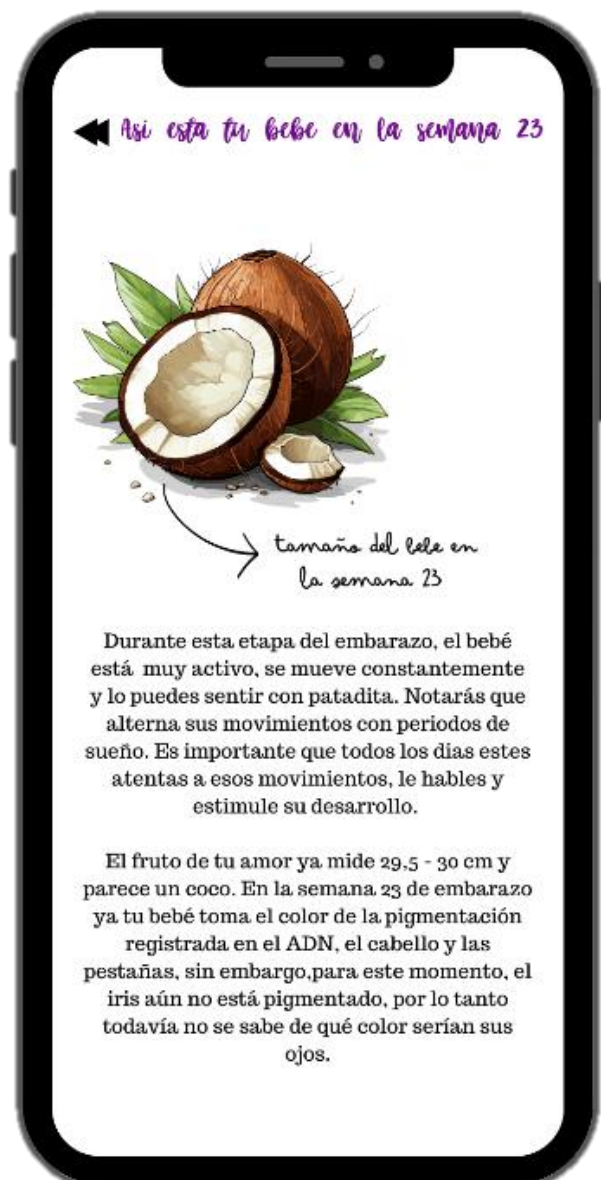 Asi esta tu bebe en la semana 23
tamaño del bebe en
la semana 23
Durante esta etapa del embarazo, el bebé
está muy activo, se mueve constantemente
y lo puedes sentir con patadita. Notarás que
alterna sus movimientos con periodos de
sueño. Es importante que todos los dias estes
atentas a esos movimientos, le hables y
estimule su desarrollo.
El fruto de tu amor ya mide 29,5 - 30 cm y
parece un coco. En la semana 23 de embarazo
ya tu bebé toma el color de la pigmentación
registrada en el ADN, el cabello y las
pestañas, sin embargo,para este momento, el
iris aún no está pigmentado, por lo tanto
todavía no se sabe de qué color serían sus
ojos.